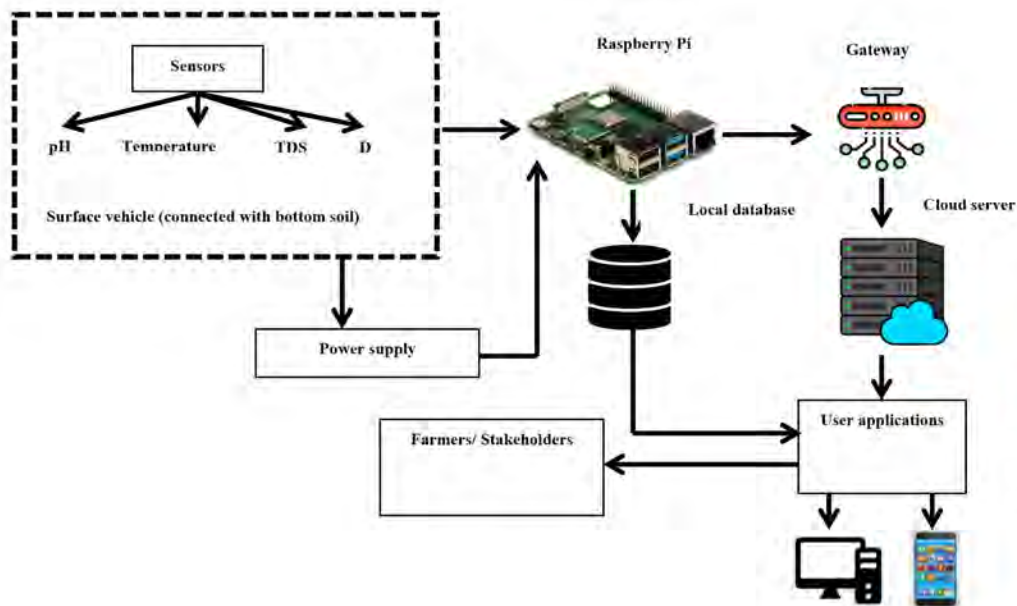 Raspberry Pi
Gateway
Sensors
pH
Temnerature
TDS
D
Surface vehicle (connected with bottom soil)
Local database
Cloud server
Power supply
User applications
Farmers/ Stakeholders